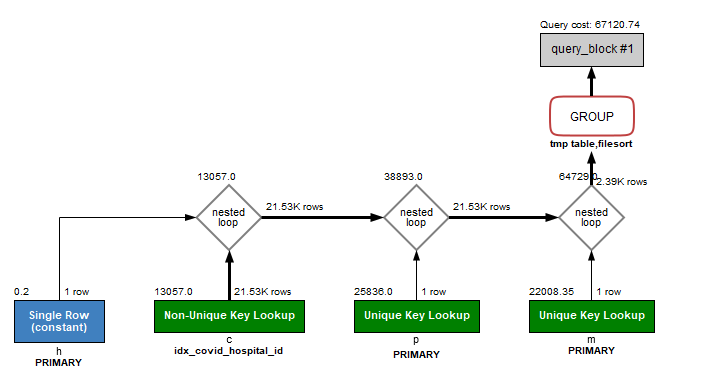 Query cost: 67120.74
query_block #1
GROUP
tmp table,filesort
13057.0
38893.0
64729.0
2.39K rows
nested
loop
21.53K rows
nested
loop
21.53K rows
nested
loop
0.2
1 row
13057.0
21.53K rows
25836.0
1 row
22008.35
1 row
Single Row
(constant)
Non-Unique Key Lookup
Unique Key Lookup
Unique Key Lookup
h
PRIMARY
c
idx_covid_hospital_id
p
PRIMARY
m
PRIMARY